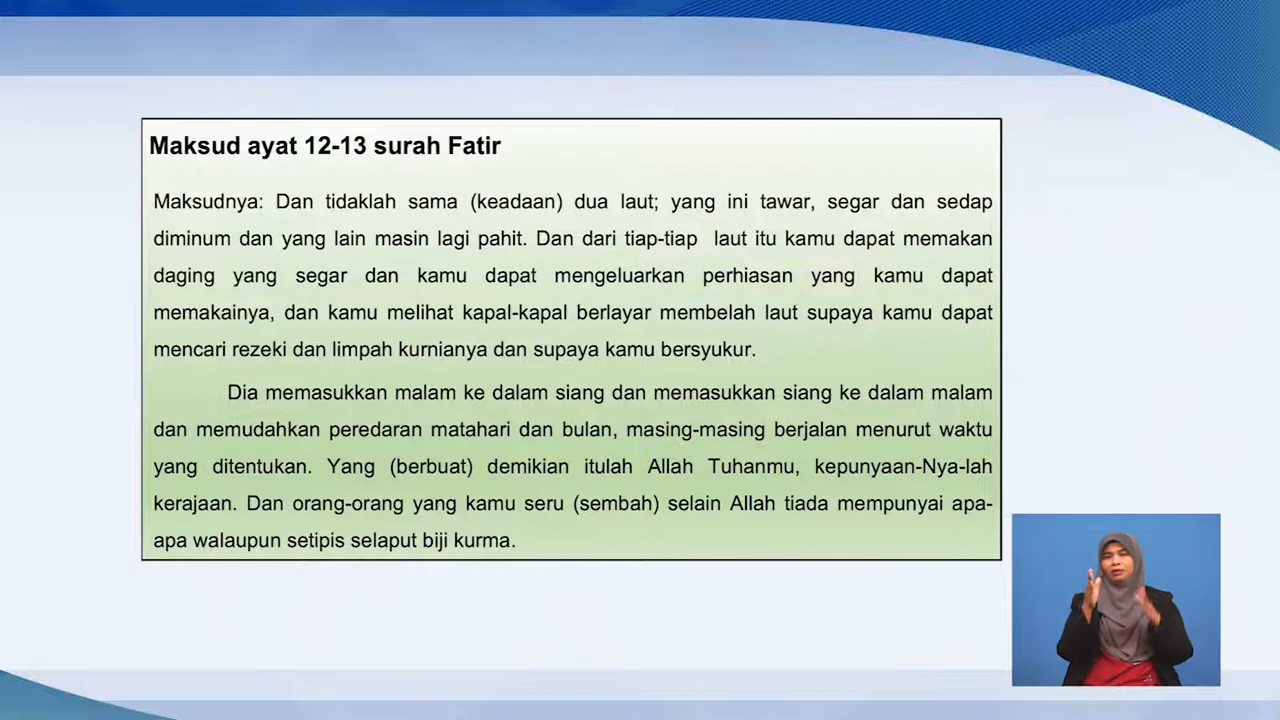 Maksud ayat 12-13 surah Fatir
Maksudnya: Dan tidaklah sama (keadaan) dua laut; yang ini tawar, segar dan sedap
diminum dan yang lain masin lagi pahit. Dan dari tiap-tiap laut itu kamu dapat memakan
daging yang segar dan kamu dapat mengeluarkan perhiasan yang kamu dapat
memakainya, dan kamu melihat kapal-kapal berlayar membelah laut supaya kamu dapat
mencari rezeki dan limpah kurnianya dan supaya kamu bersyukur.
Dia memasukkan malam ke dalam siang dan memasukkan siang ke dalam malam
dan memudahkan peredaran matahari dan bulan, masing-masing berjalan menurut waktu
yang ditentukan. Yang (berbuat) demikian itulah Allah Tuhanmu, kepunyaan-Nya-lah
kerajaan. Dan orang-orang yang kamu seru (sembah) selain Allah tiada mempunyai apa-
apa walaupun setipis selaput biji kurma.